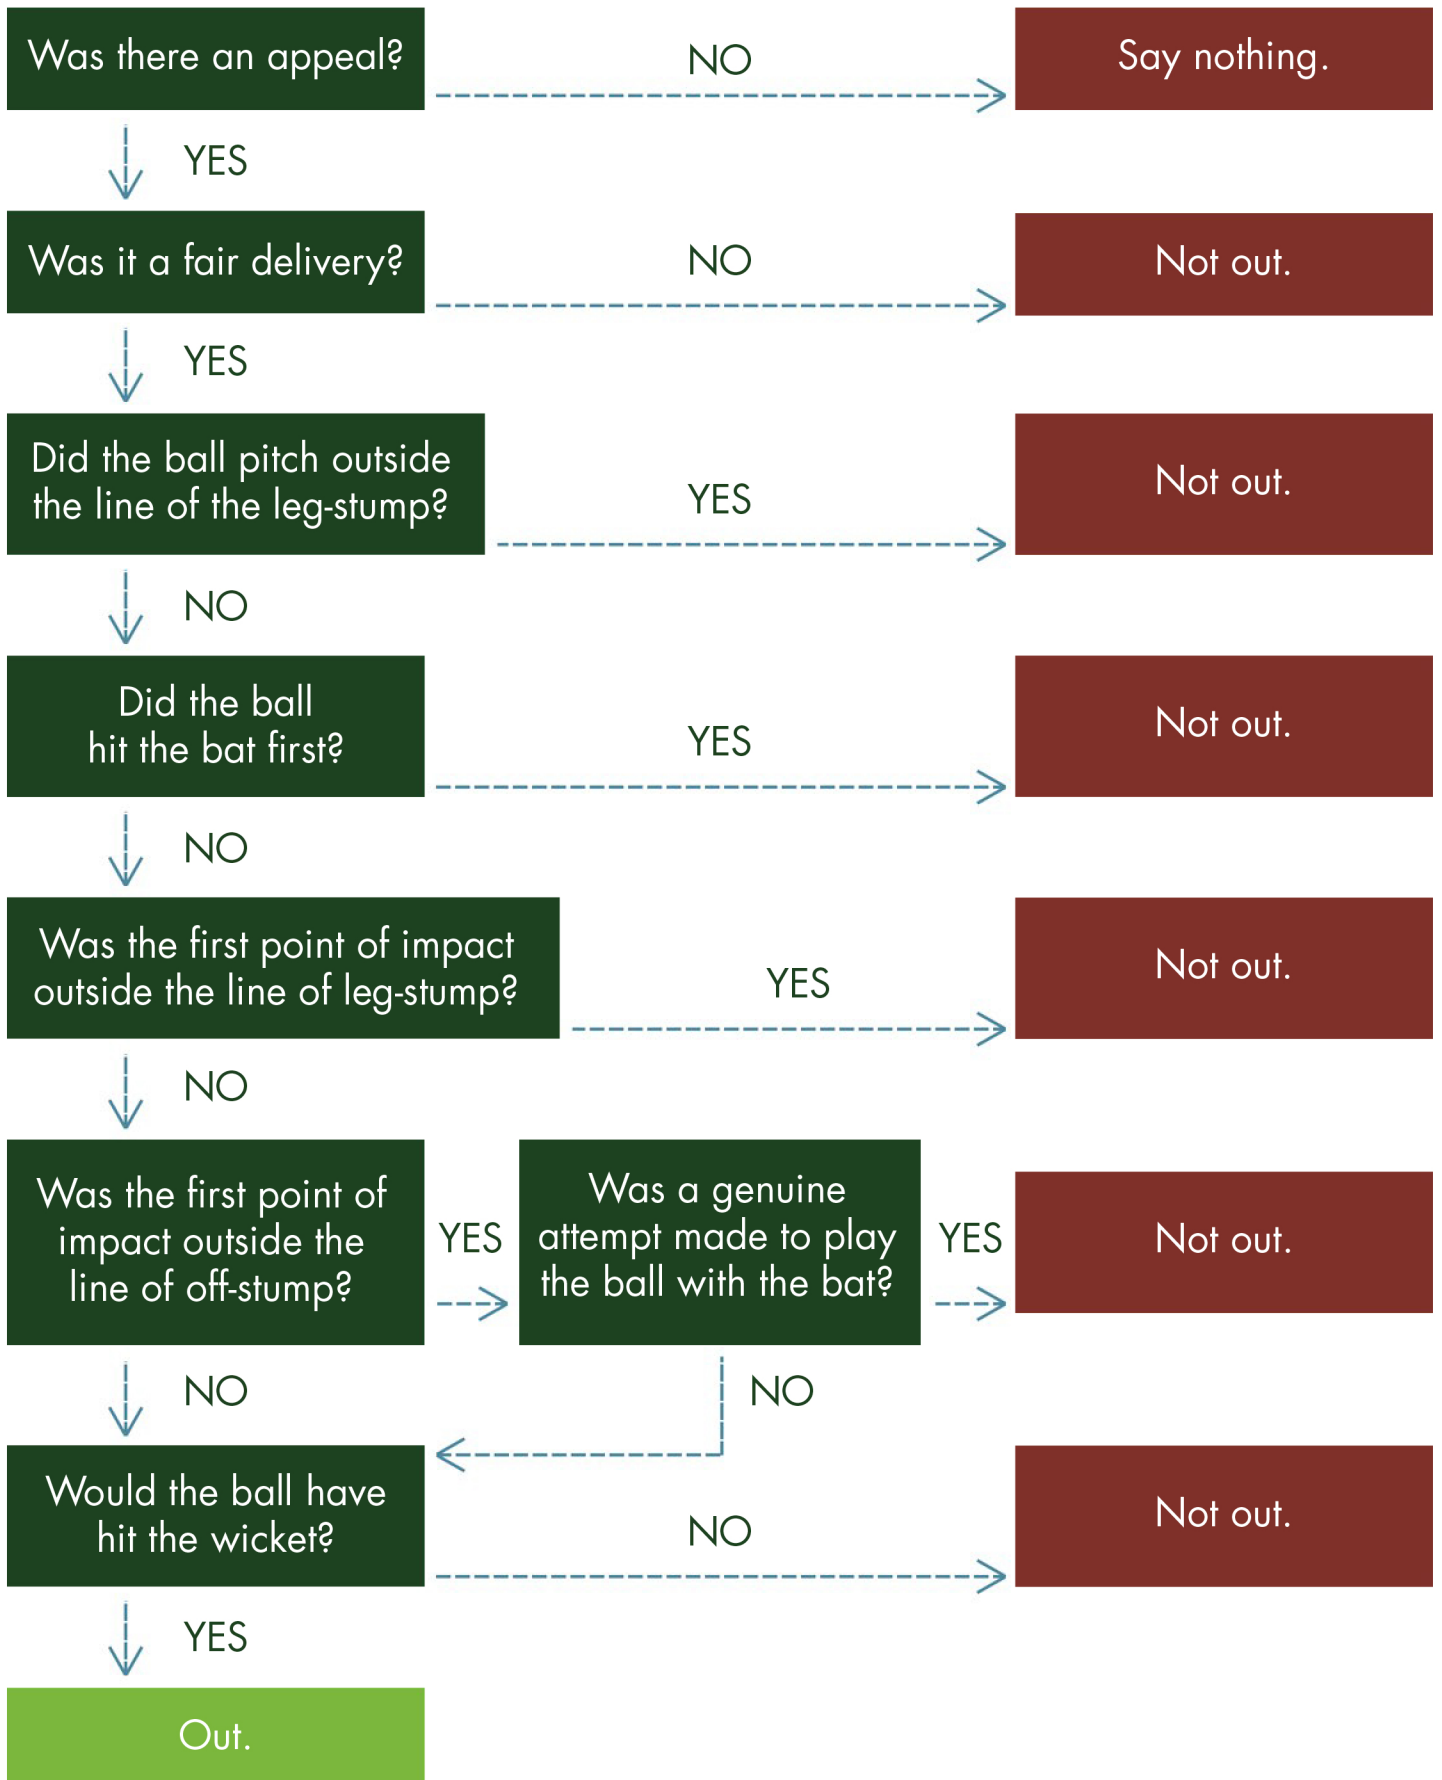 Was there an appeal?
NO
Say nothing.
YES
Was it a fair delivery?
NO
Not out.
YES
Did the ball pitch outside
the line of the leg-stump?
YES
Not out.
NO
Did the ball
hit the bat first?
YES
Not out.
NO
Was the first point of impact
outside the line of leg-stump?
YES
Not out.
NO
Was the first point of
impact outside the
line of off-stump?
YES
Was a genuine
attempt made to play
the ball with the bat?
YES
Not out.
NO
NO
Would the ball have
hit the wicket?
NO
Not out.
YES
Out.